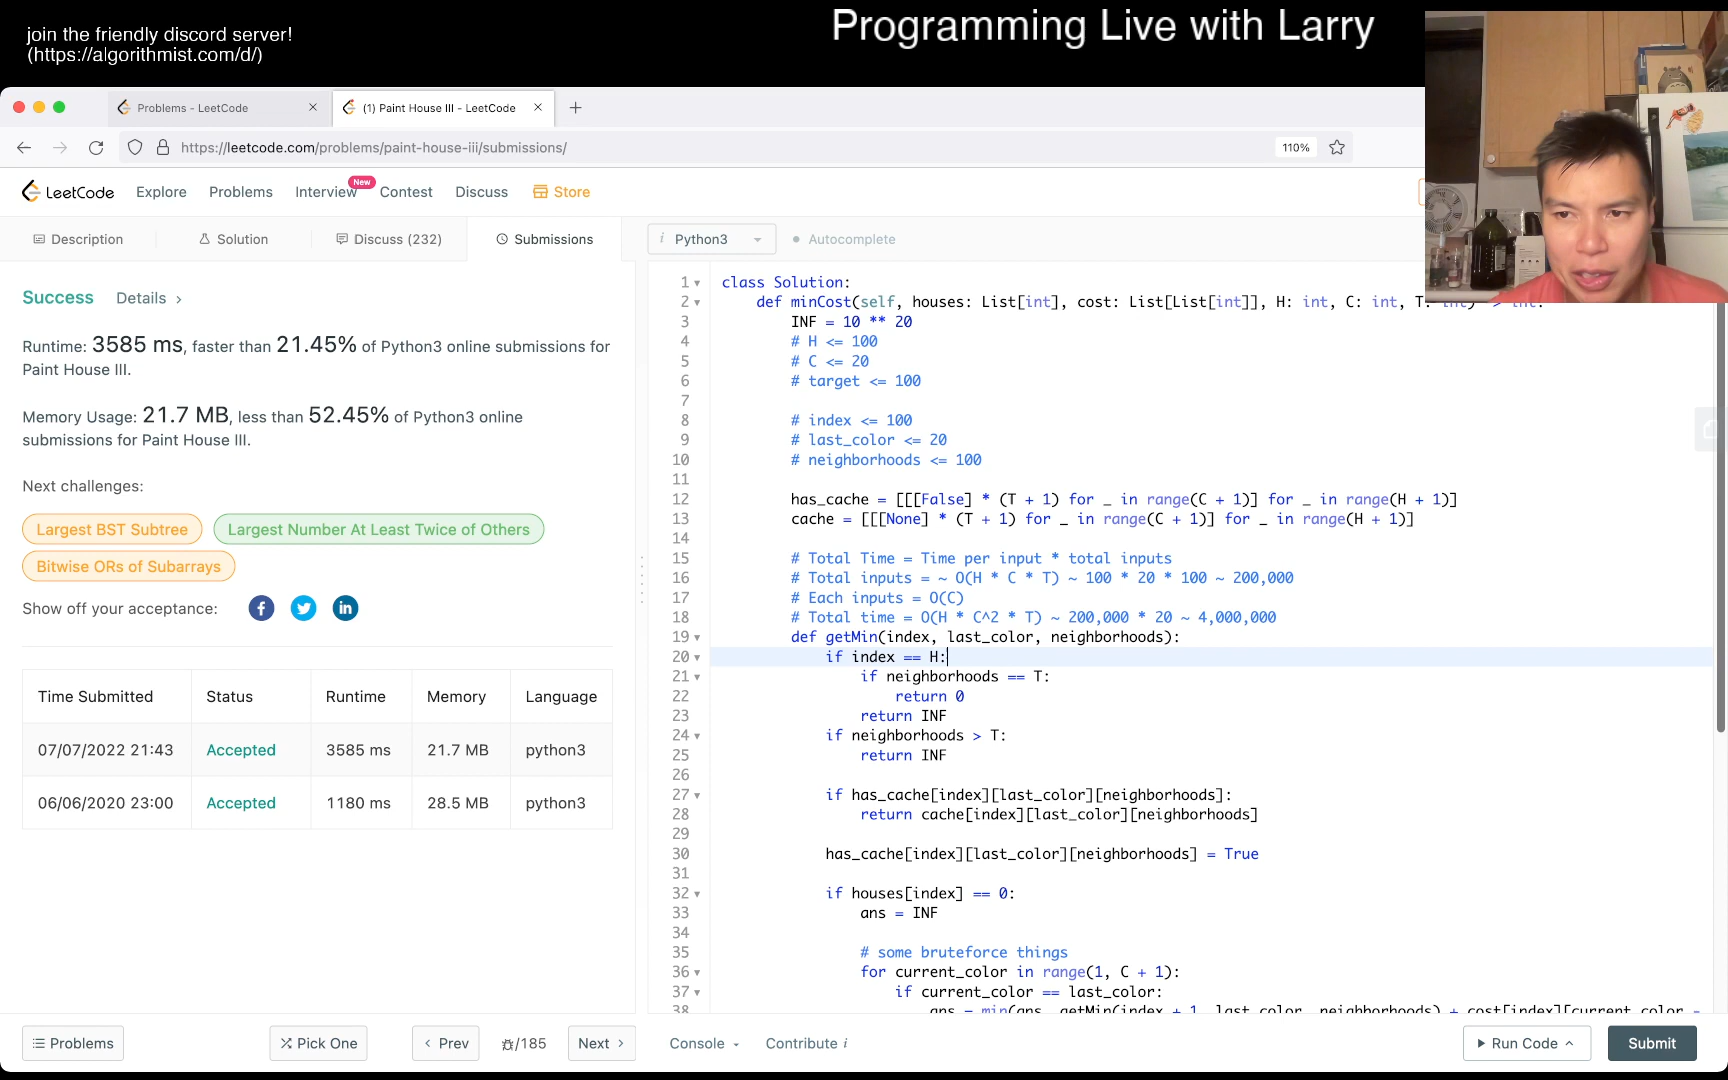 join the friendly discord server!
(https://algorithmist.com/d/)
Programming Live with Larry
Problems - LeetCode
(1) Paint House III - LeetCode
https://leetcode.com/problems/paint-house-iii/submissions/
110%
LeetCode
Explore
Problems
Interview
New
Contest
Discuss
Store
Description
Solution
Discuss (232)
Submissions
i Python3
Autocomplete
Success
Details
Runtime: 3585 ms, faster than 21.45% of Python3 online submissions for
Paint House III.
Memory Usage: 21.7 MB, less than 52.45% of Python3 online
submissions for Paint House III.
Next challenges:
Largest BST Subtree
Largest Number At Least Twice of Others
Bitwise ORs of Subarrays
Show off your acceptance:
Time Submitted Status Runtime Memory Language
07/07/2022 21:43 Accepted 3585 ms 21.7 MB python3
06/06/2020 23:00 Accepted 1180 ms 28.5 MB python3
1 class Solution:
2 def minCost(self, houses: List[int], cost: List[List[int]], H: int, C: int, T: int) -> int:
3 INF = 10 ** 20
4 # H <= 100
5 # C <= 20
6 # target <= 100
7
8 # index <= 100
9 # last_color <= 20
10 # neighborhoods <= 100
11
12 has_cache = [[[False] * (T + 1) for _ in range(C + 1)] for _ in range(H + 1)]
13 cache = [[[None] * (T + 1) for _ in range(C + 1)] for _ in range(H + 1)]
14
15 # Total Time = Time per input * total inputs
16 # Total inputs = ~ O(H * C * T) ~ 100 * 20 * 100 ~ 200,000
17 # Each inputs = O(C)
18 # Total time = O(H * C^2 * T) ~ 200,000 * 20 ~ 4,000,000
19 def getMin(index, last_color, neighborhoods):
20 if index == H:
21 if neighborhoods == T:
22 return 0
23 return INF
24 if neighborhoods > T:
25 return INF
26
27 if has_cache[index][last_color][neighborhoods]:
28 return cache[index][last_color][neighborhoods]
29
30 has_cache[index][last_color][neighborhoods] = True
31
32 if houses[index] == 0:
33 ans = INF
34
35 # some bruteforce things
36 for current_color in range(1, C + 1):
37 if current_color == last_color:
38 ans = min(ans, getMin(index + 1, last_color, neighborhoods) + cost[index][current_color -
Problems
Pick One
Prev
/185
Next
Console
Contribute i
Run Code
Submit